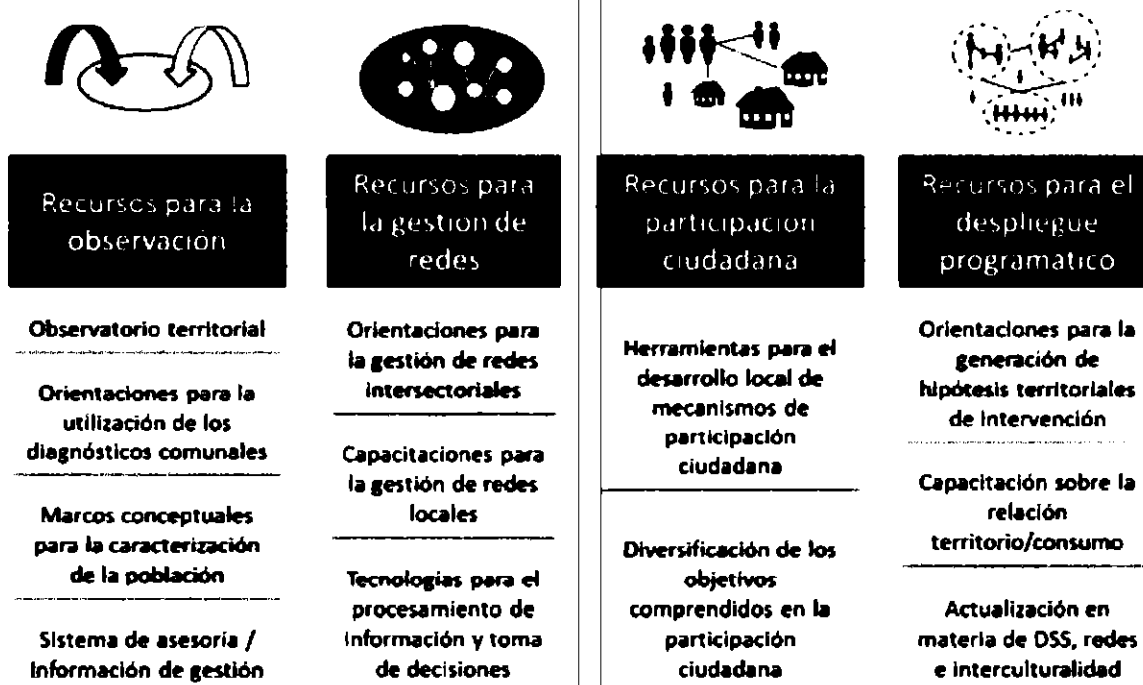 Recursos para la
observación
Observatorio territorial
Orientaciones para la
utilización de los
diagnósticos comunales
Marcos conceptuales
para la caracterización
de la población
Sistema de asesoría /
Información de gestión
Recursos para
la gestión de
redes
Orientaciones para
la gestión de redes
intersectoriales
Capacitaciones para
la gestión de redes
locales
Tecnologías para el
procesamiento de
información y toma
de decisiones
Recursos para la
participación
ciudadana
Herramientas para el
desarrollo local de
mecanismos de
participación
ciudadana
Diversificación de los
objetivos
comprendidos en la
participación
ciudadana
Recursos para el
despliegue
programático
Orientaciones para la
generación de
hipótesis territoriales
de intervención
Capacitación sobre la
relación
territorio/consumo
Actualización en
materia de DSS, redes
e interculturalidad